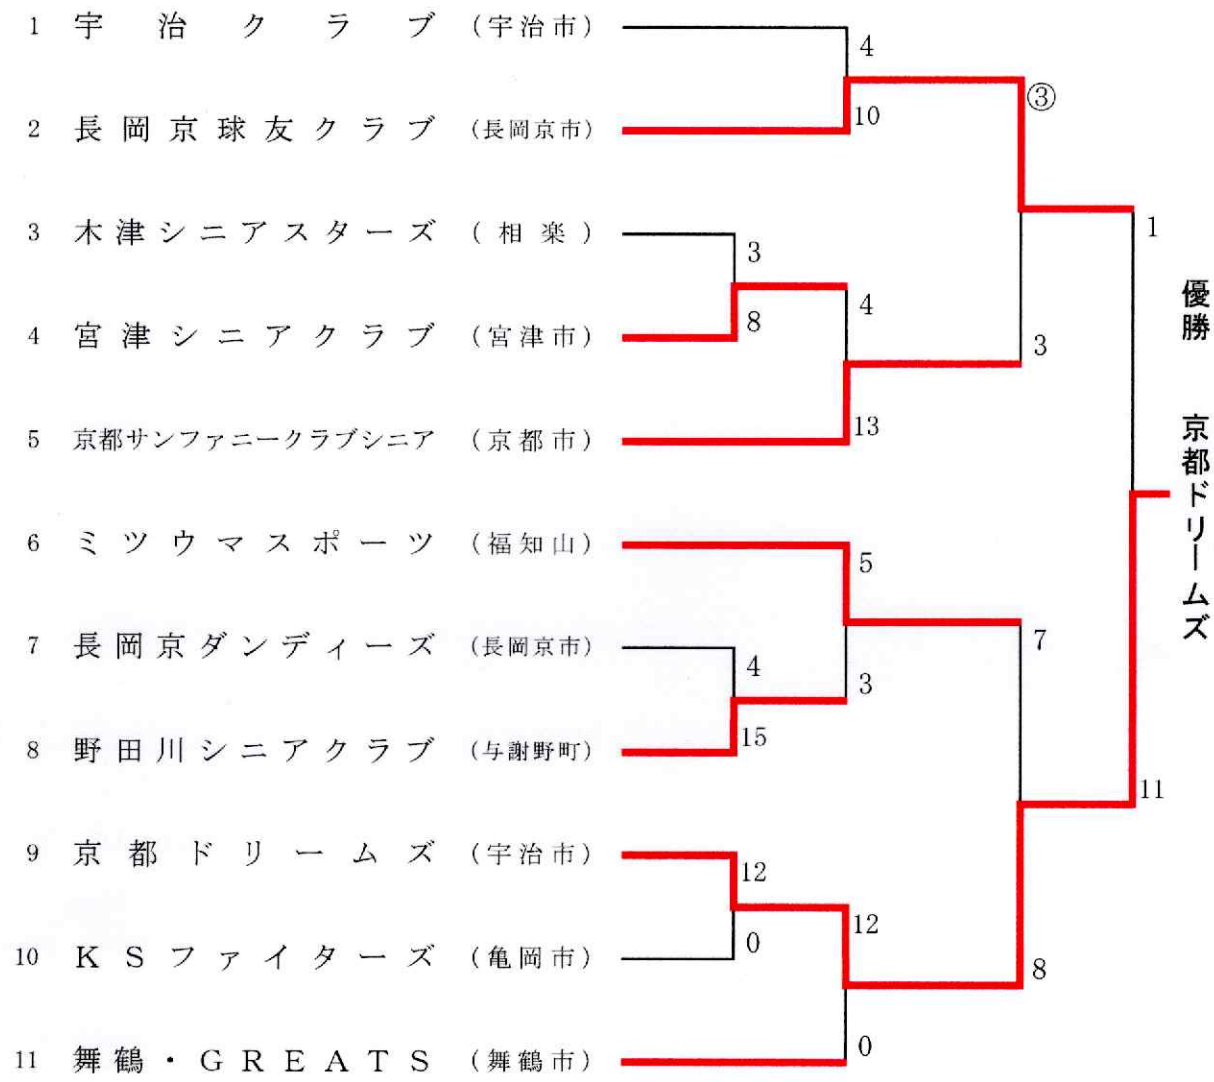 1 宇治クラブ (宇治市)
4
③
2 長岡京球友クラブ (長岡京市)
10
1
3 木津シニアスターズ (相楽)
3
4
4 宮津シニアクラブ (宮津市)
8
3
5 京都サンファニークラブシニア (京都市)
13
優勝 京都ドリームズ
6 ミツウマスポーツ (福知山)
5
7
7 長岡京ダンディーズ (長岡京市)
4
3
8 野田川シニアクラブ (与謝野町)
15
11
9 京都ドリームズ (宇治市)
12
12
10 KSファイターズ (亀岡市)
0
8
11 舞鶴・GREATS (舞鶴市)
0